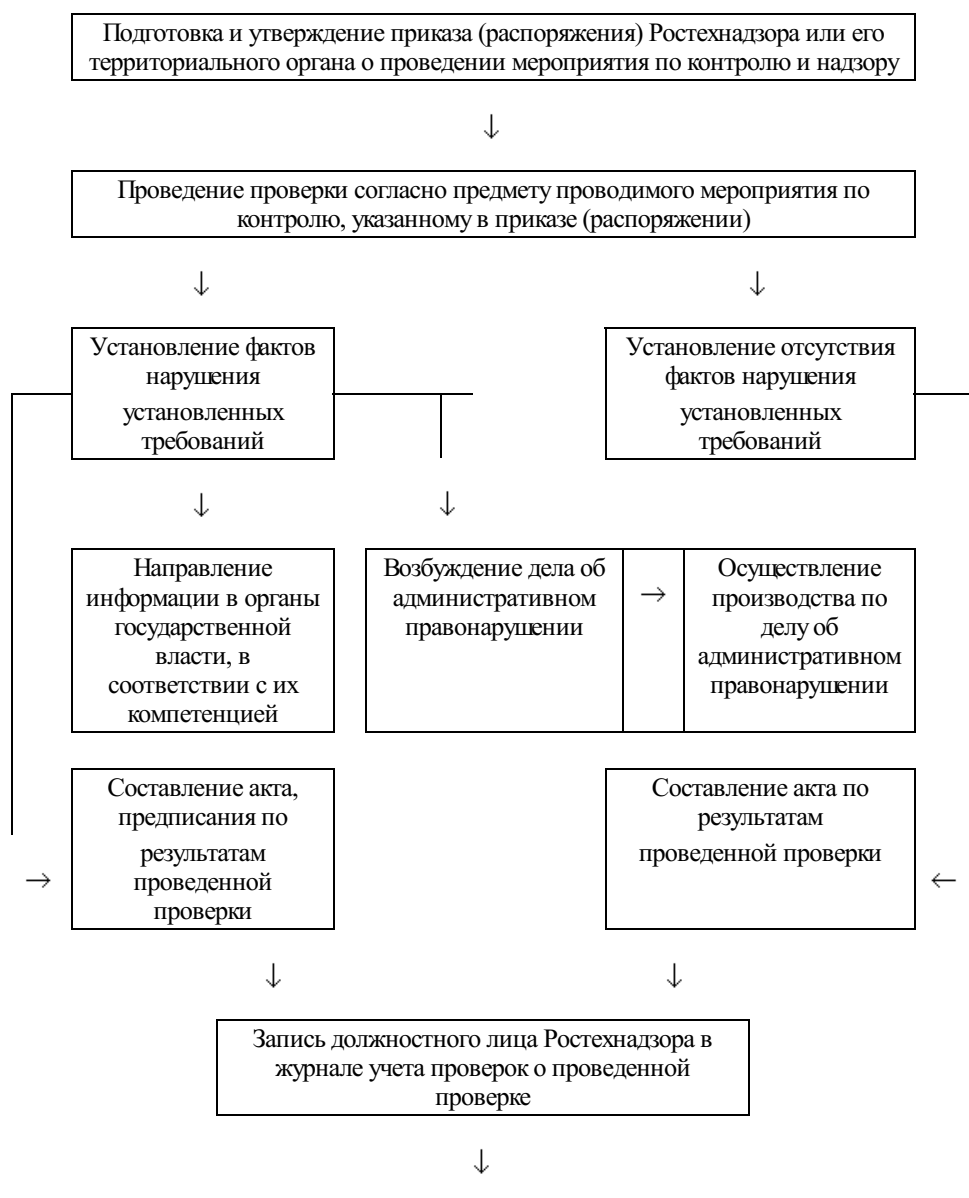 Подготовка и утверждение приказа (распоряжения) Ростехнадзора или его
территориального органа о проведении мероприятия по контролю и надзору
↓
Проведение проверки согласно предмету проводимого мероприятия по
контролю, указанному в приказе (распоряжении)
↓ ↓
Установление фактов
нарушения
установленных
требований
Установление отсутствия
фактов нарушения
установленных
требований
↓ ↓
Направление
информации в органы
государственной
власти, в
соответствии с их
компетенцией
Возбуждение дела об
административном
правонарушении
→
Осуществление
производства по
делу об
административном
правонарушении
→
Составление акта,
предписания по
результатам
проведенной
проверки
Составление акта по
результатам
проведенной проверки
←
↓ ↓
Запись должностного лица Ростехнадзора в
журнале учета проверок о проведенной
проверке
↓